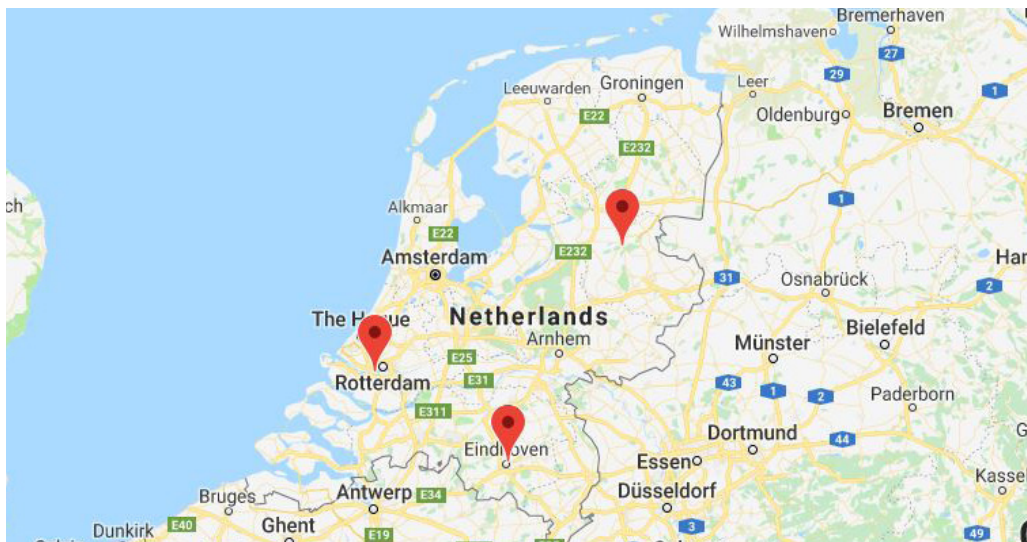 Bremerhaven
Wilhelmshaven
27
Leeuwarden
Groningen
Leer
29
1
E22
Oldenburg
Bremen
E232
ch
Alkmaar
1
E22
Amsterdam
E232
31
Osnabrück
2
Han
The Hague
Netherlands
Arnhem
Münster
Bielefeld
E25
Rotterdam
E31
43
1
2
Paderborn
E311
Dortmund
44
G
Eindhoven
Essen
Kassel
Bruges
Antwerp
E34
Düsseldorf
Dunkirk
E40
Ghent
E19
3
49